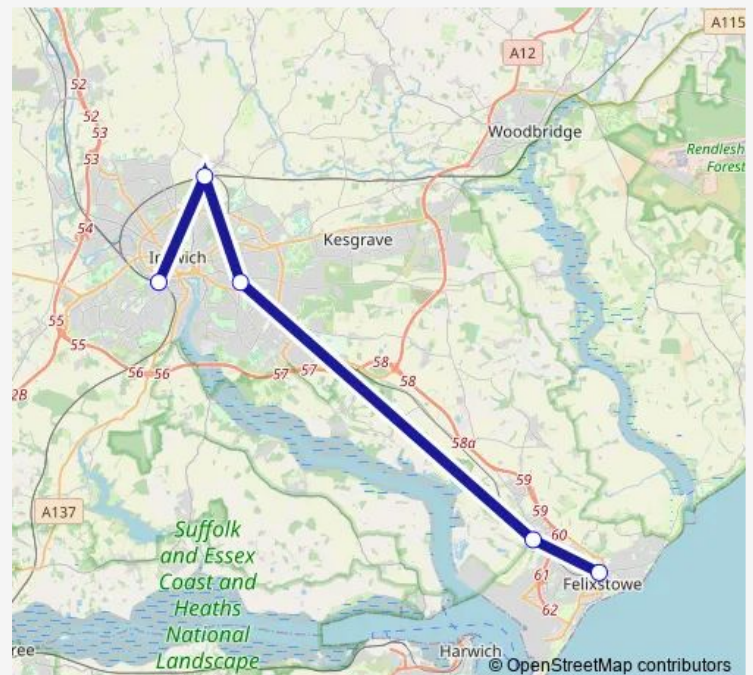 A115
A12
52
Woodbridge
52
53
Rendlesh
Forest
53
54
Kesgrave
55
58
55
57
57
58
56
56
2B
58a
59
A137
59
Suffolk
and Essex
Coast and
Heaths
National
Landscape
60
61
Felixstowe
62
ree
Harwich
© OpenStreetMap contributors